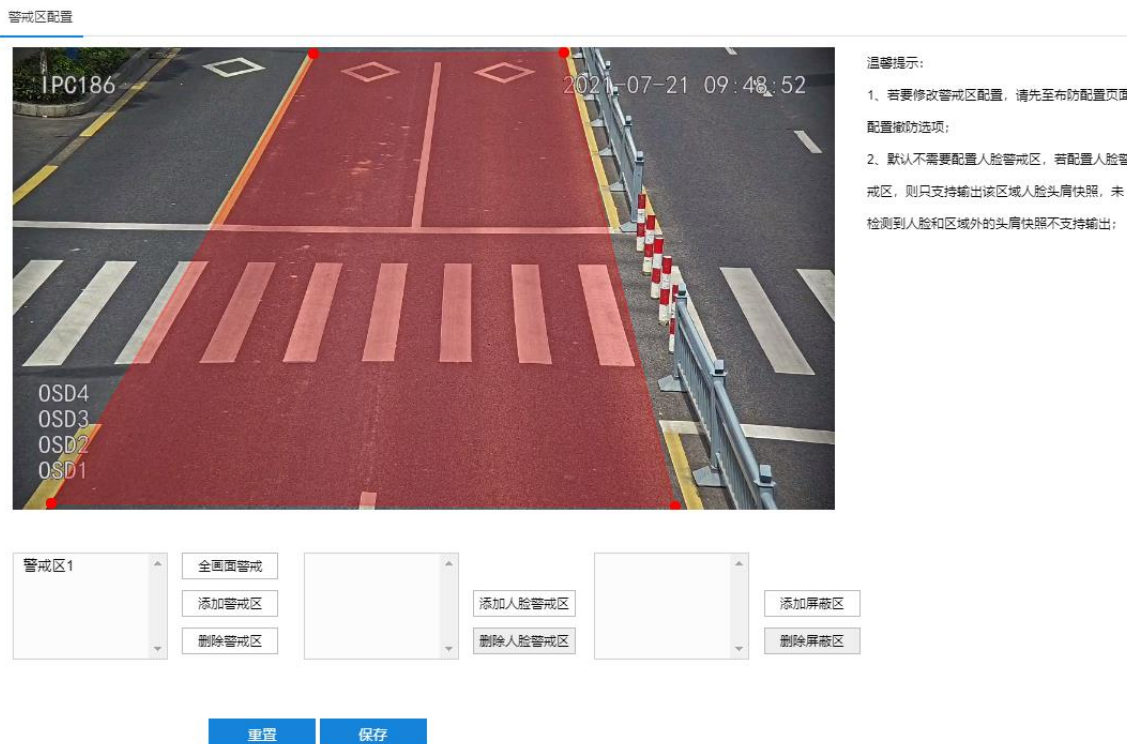 警戒区配置
IPC186
2021-07-21 09:48:52
OSD4
OSD3
OSD2
OSD1
温馨提示：
1、若要修改警戒区配置，请先至布防配置页面
配置撤防选项；
2、默认不需要配置人脸警戒区，若配置人脸警
戒区，则只支持输出该区域人脸头肩快照，未
检测到人脸和区域外的头肩快照不支持输出；
警戒区1
全画面警戒
添加警戒区
删除警戒区
添加人脸警戒区
删除人脸警戒区
添加屏蔽区
删除屏蔽区
重置
保存